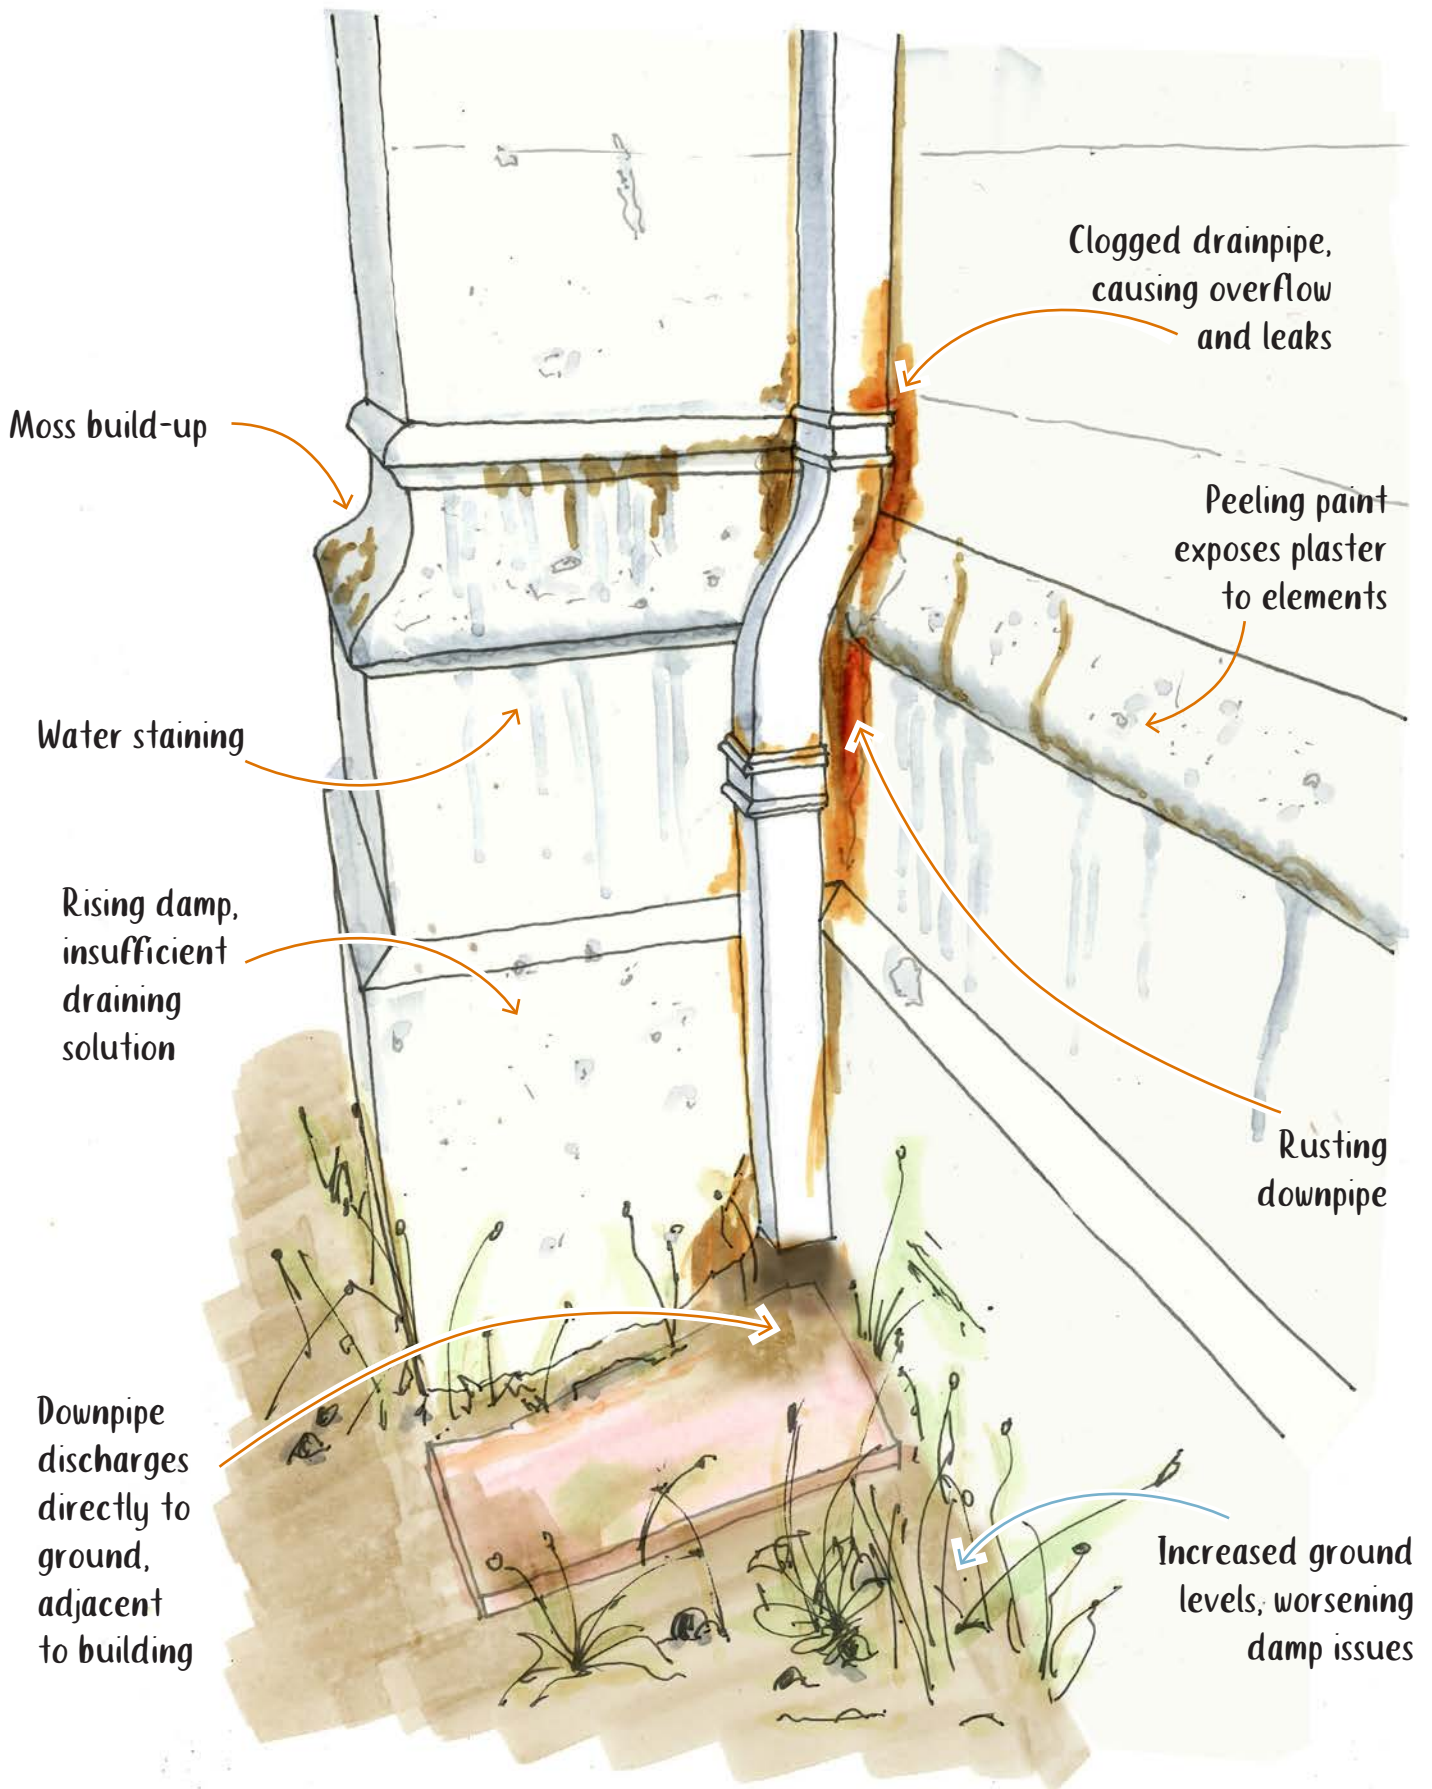 Clogged drainpipe,
causing overflow
and leaks
Moss build-up
Peeling paint
exposes plaster
to elements
Water staining
Rising damp,
insufficient
draining
solution
Rusting
downpipe
Downpipe
discharges
directly to
ground,
adjacent
to building
Increased ground
levels, worsening
damp issues